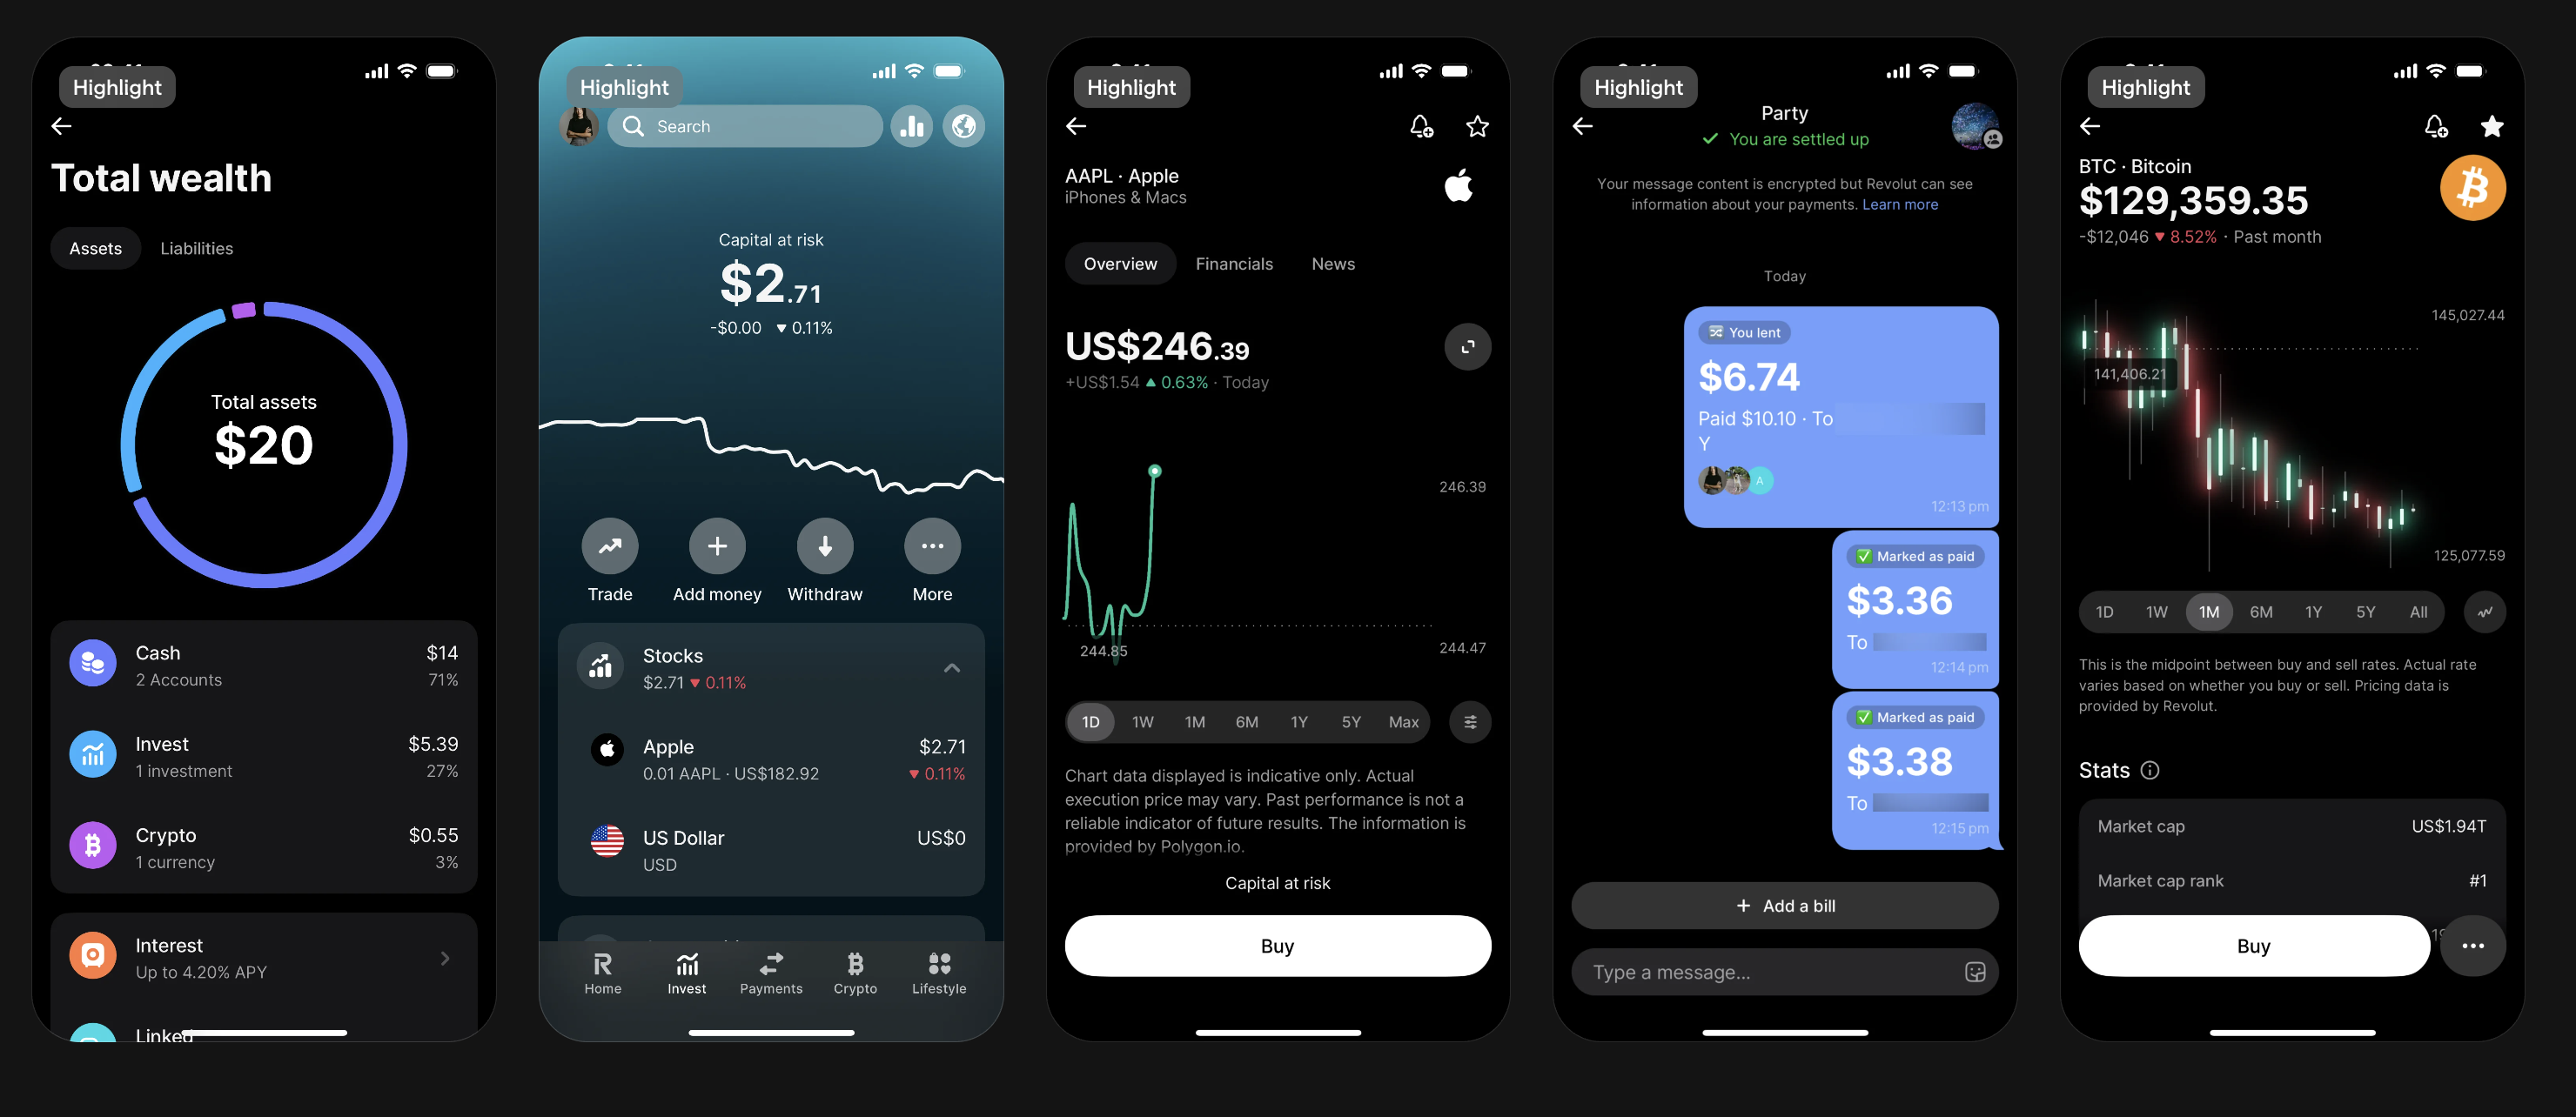 Highlight
Total wealth
Assets
Liabilities
Total assets
$20
Cash
$14
2 Accounts
71%
Invest
$5.39
1 investment
27%
Crypto
$0.55
1 currency
3%
Interest
Up to 4.20% APY
Linked
Highlight
Search
Capital at risk
$2.71
-$0.00 ▼ 0.11%
Trade
Add money
Withdraw
More
Stocks
$2.71 ▼ 0.11%
Apple
$2.71
0.01 AAPL · US$182.92
▼ 0.11%
US Dollar
US$0
USD
Home
Invest
Payments
Crypto
Lifestyle
Highlight
AAPL · Apple
iPhones & Macs
Overview
Financials
News
US$246.39
+US$1.54 ▲ 0.63% · Today
246.39
244.85
244.47
1D
1W
1M
6M
1Y
5Y
Max
Chart data displayed is indicative only. Actual
execution price may vary. Past performance is not a
reliable indicator of future results. The information is
provided by Polygon.io.
Capital at risk
Buy
Highlight
Party
You are settled up
Your message content is encrypted but Revolut can see
information about your payments. Learn more
Today
You lent
$6.74
Paid $10.10 · To
Y
A
12:13 pm
Marked as paid
$3.36
To
12:14 pm
Marked as paid
$3.38
To
12:15 pm
+ Add a bill
Type a message...
Highlight
BTC · Bitcoin
$129,359.35
-$12,046 ▼ 8.52% · Past month
145,027.44
141,406.21
125,077.59
1D
1W
1M
6M
1Y
5Y
All
This is the midpoint between buy and sell rates. Actual rate
varies based on whether you buy or sell. Pricing data is
provided by Revolut.
Stats
Market cap
US$1.94T
Market cap rank
#1
Buy